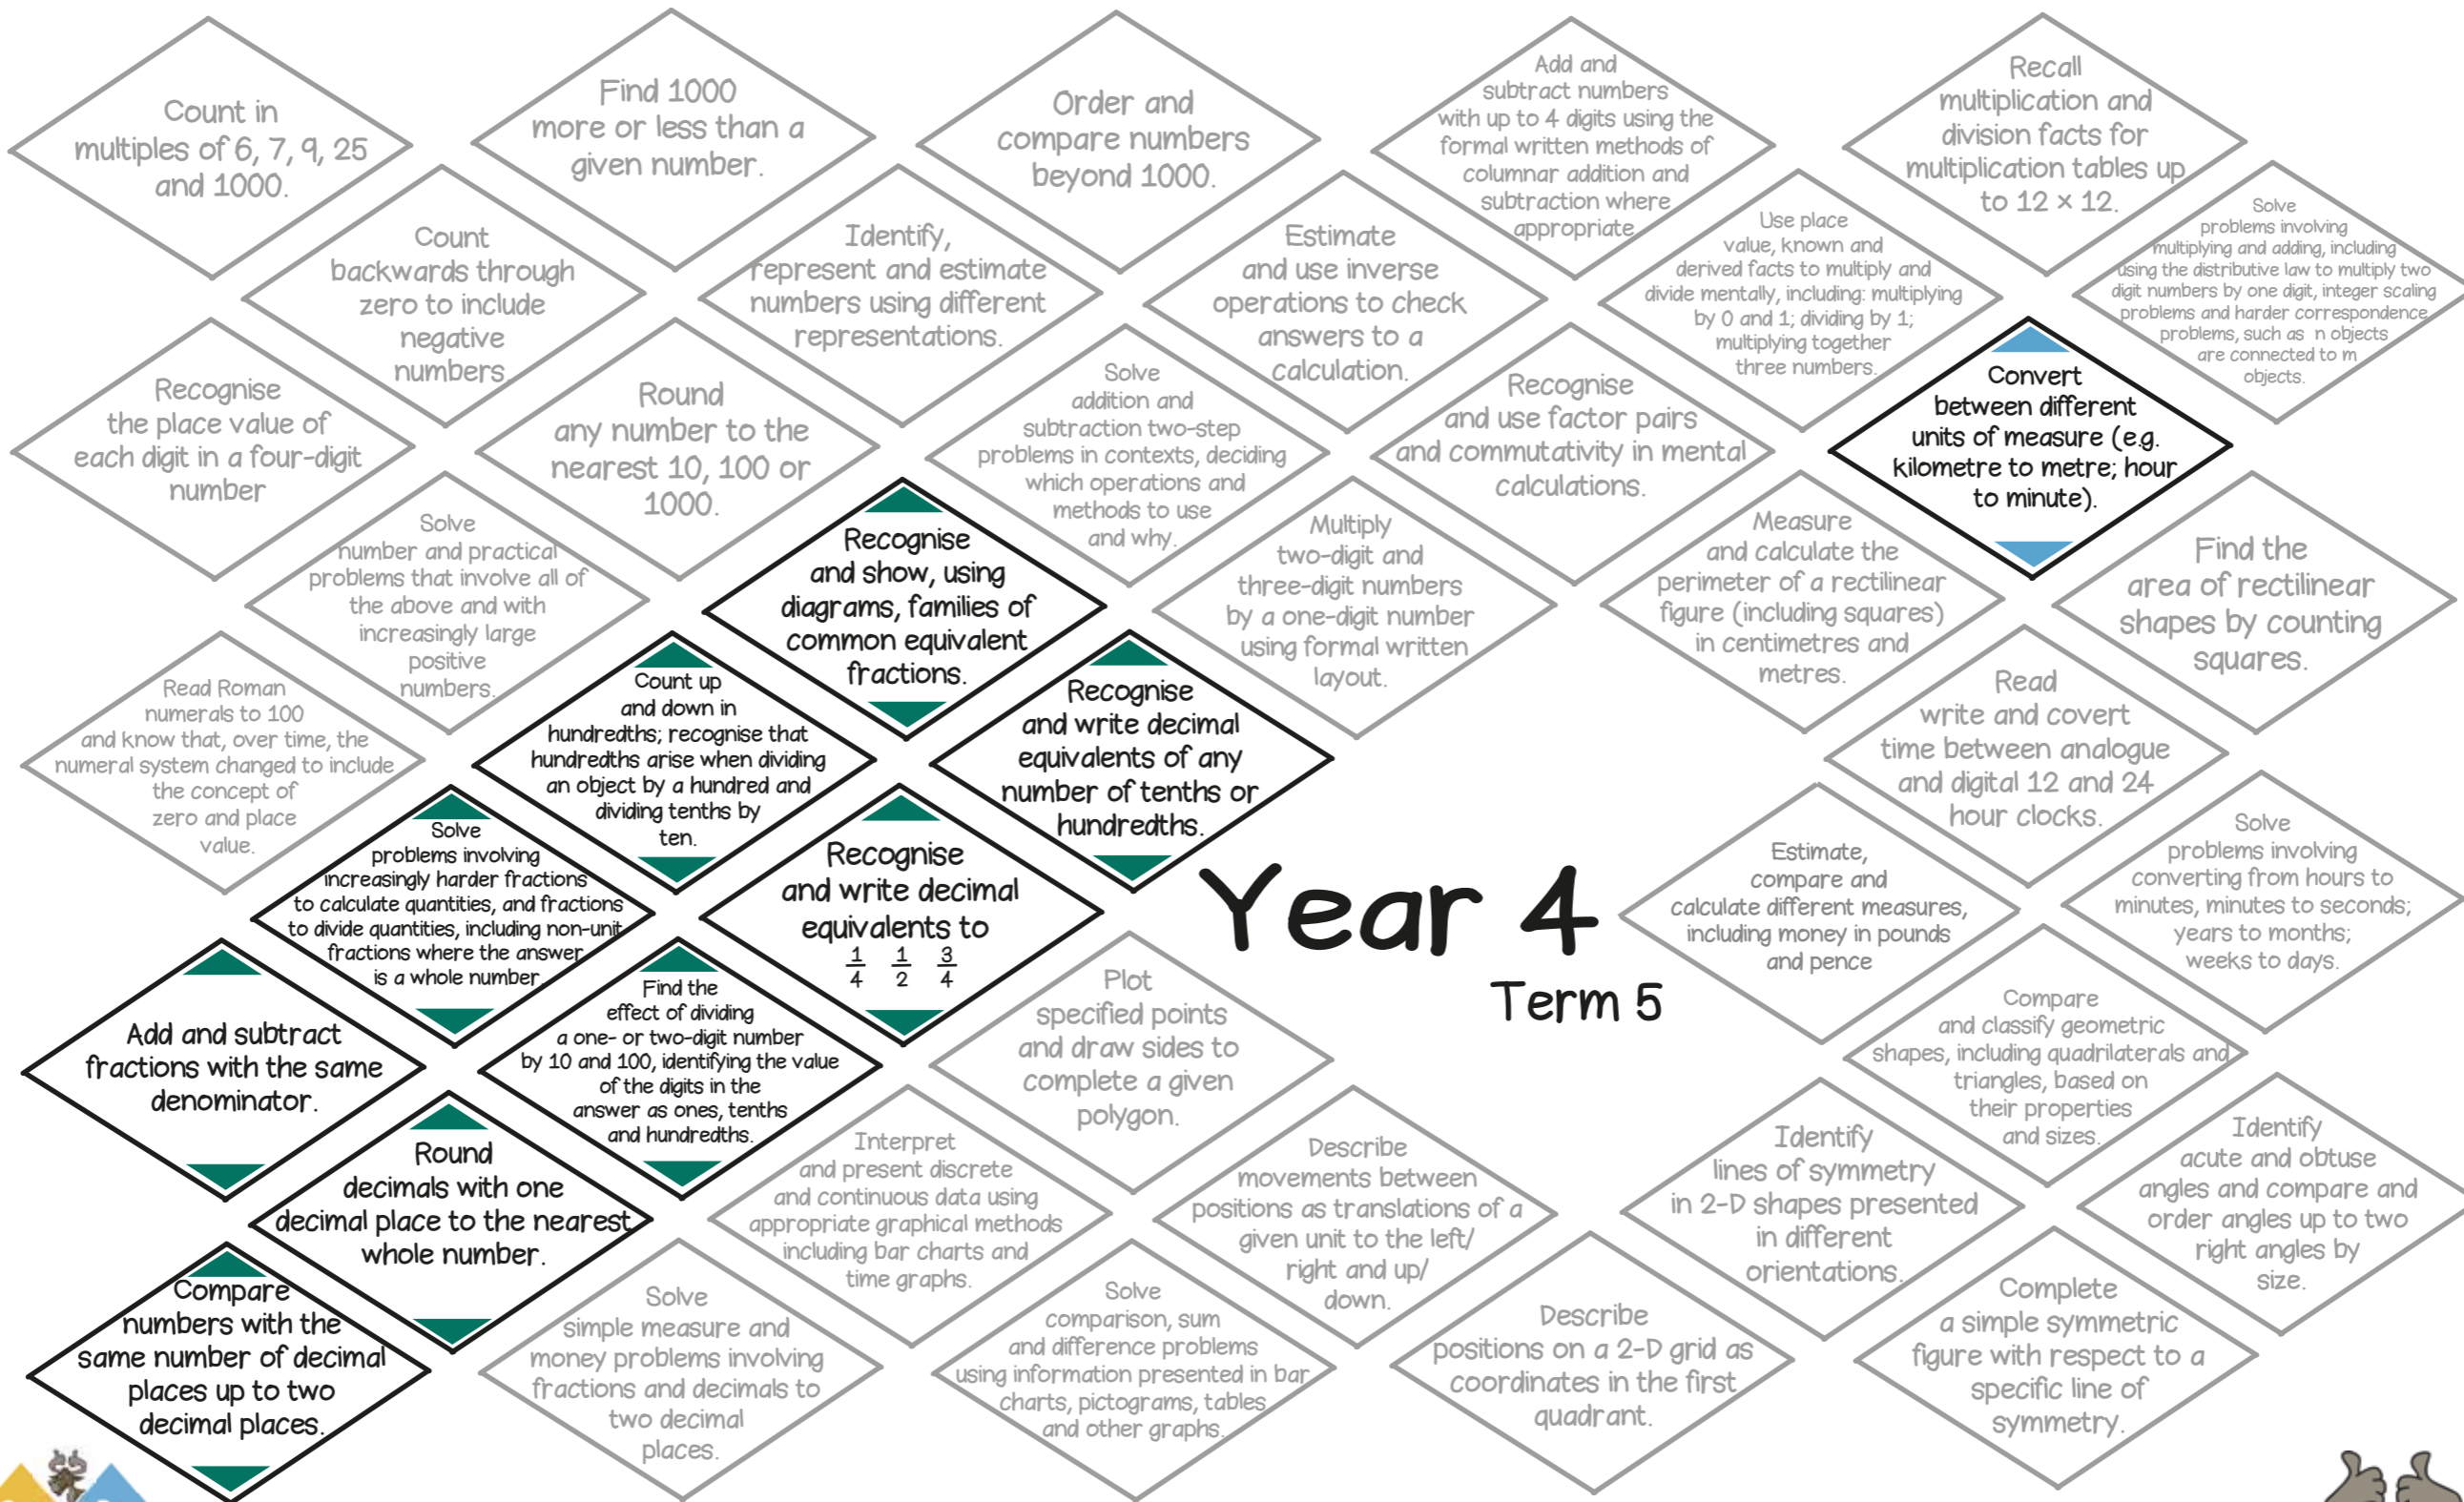 Count in
multiples of 6, 7, 9, 25
and 1000.
Find 1000
more or less than a
given number.
Order and
compare numbers
beyond 1000.
Add and
subtract numbers
with up to 4 digits using the
formal written methods of
columnar addition and
subtraction where
appropriate
Recall
multiplication and
division facts for
multiplication tables up
to 12 × 12.
Count
backwards through
zero to include
negative
numbers.
Identify,
represent and estimate
numbers using different
representations.
Estimate
and use inverse
operations to check
answers to a
calculation.
Use place
value, known and
derived facts to multiply and
divide mentally, including: multiplying
by 0 and 1; dividing by 1;
multiplying together
three numbers.
Solve
problems involving
multiplying and adding, including
using the distributive law to multiply two
digit numbers by one digit, integer scaling
problems and harder correspondence
problems, such as n objects
are connected to m
objects.
Recognise
the place value of
each digit in a four-digit
number
Round
any number to the
nearest 10, 100 or
1000.
Solve
addition and
subtraction two-step
problems in contexts, deciding
which operations and
methods to use
and why.
Recognise
and use factor pairs
and commutativity in mental
calculations.
Convert
between different
units of measure (e.g.
kilometre to metre; hour
to minute).
Solve
number and practical
problems that involve all of
the above and with
increasingly large
positive
numbers.
Recognise
and show, using
diagrams, families of
common equivalent
fractions.
Multiply
two-digit and
three-digit numbers
by a one-digit number
using formal written
layout.
Measure
and calculate the
perimeter of a rectilinear
figure (including squares)
in centimetres and
metres.
Find the
area of rectilinear
shapes by counting
squares.
Read Roman
numerals to 100
and know that, over time, the
numeral system changed to include
the concept of
zero and place
value.
Count up
and down in
hundredths; recognise that
hundredths arise when dividing
an object by a hundred and
dividing tenths by
ten.
Recognise
and write decimal
equivalents of any
number of tenths or
hundredths.
Read
write and covert
time between analogue
and digital 12 and 24
hour clocks.
Solve
problems involving
increasingly harder fractions
to calculate quantities, and fractions
to divide quantities, including non-unit
fractions where the answer
is a whole number.
Recognise
and write decimal
equivalents to
1/4 1/2 3/4
Year 4
Term 5
Estimate,
compare and
calculate different measures,
including money in pounds
and pence
Solve
problems involving
converting from hours to
minutes, minutes to seconds;
years to months;
weeks to days.
Add and subtract
fractions with the same
denominator.
Find the
effect of dividing
a one- or two-digit number
by 10 and 100, identifying the value
of the digits in the
answer as ones, tenths
and hundredths.
Plot
specified points
and draw sides to
complete a given
polygon.
Compare
and classify geometric
shapes, including quadrilaterals and
triangles, based on
their properties
and sizes.
Round
decimals with one
decimal place to the nearest
whole number.
Interpret
and present discrete
and continuous data using
appropriate graphical methods
including bar charts and
time graphs.
Describe
movements between
positions as translations of a
given unit to the left/
right and up/
down.
Identify
lines of symmetry
in 2-D shapes presented
in different
orientations.
Identify
acute and obtuse
angles and compare and
order angles up to two
right angles by
size.
Compare
numbers with the
same number of decimal
places up to two
decimal places.
Solve
simple measure and
money problems involving
fractions and decimals to
two decimal
places.
Solve
comparison, sum
and difference problems
using information presented in bar
charts, pictograms, tables
and other graphs.
Describe
positions on a 2-D grid as
coordinates in the first
quadrant.
Complete
a simple symmetric
figure with respect to a
specific line of
symmetry.